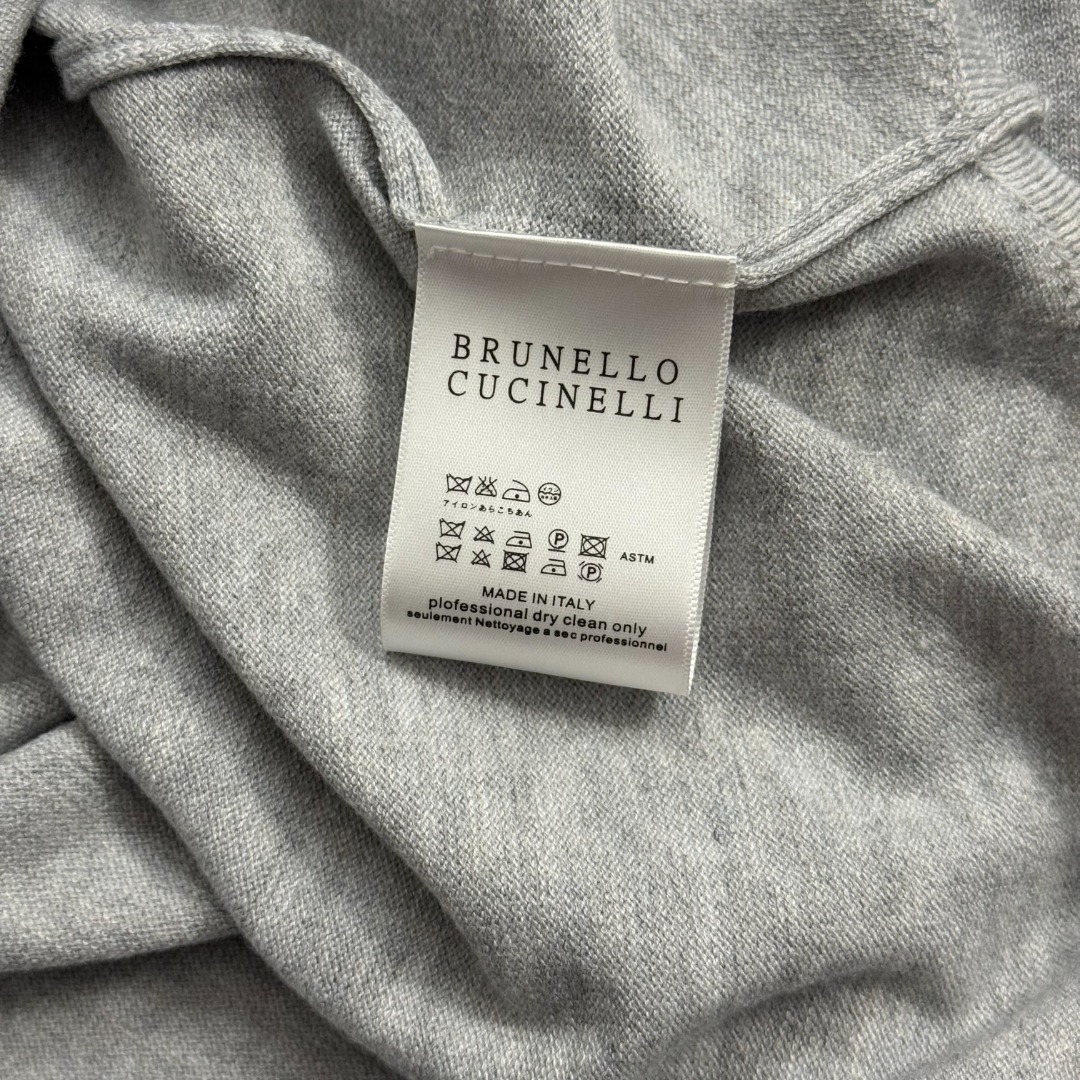 BRUNELLO
CUCINELLI
アイロンあらこちあん
P
ASTM
P
MADE IN ITALY
plofessional dry clean only
seulement Nettoyage a sec professionnel